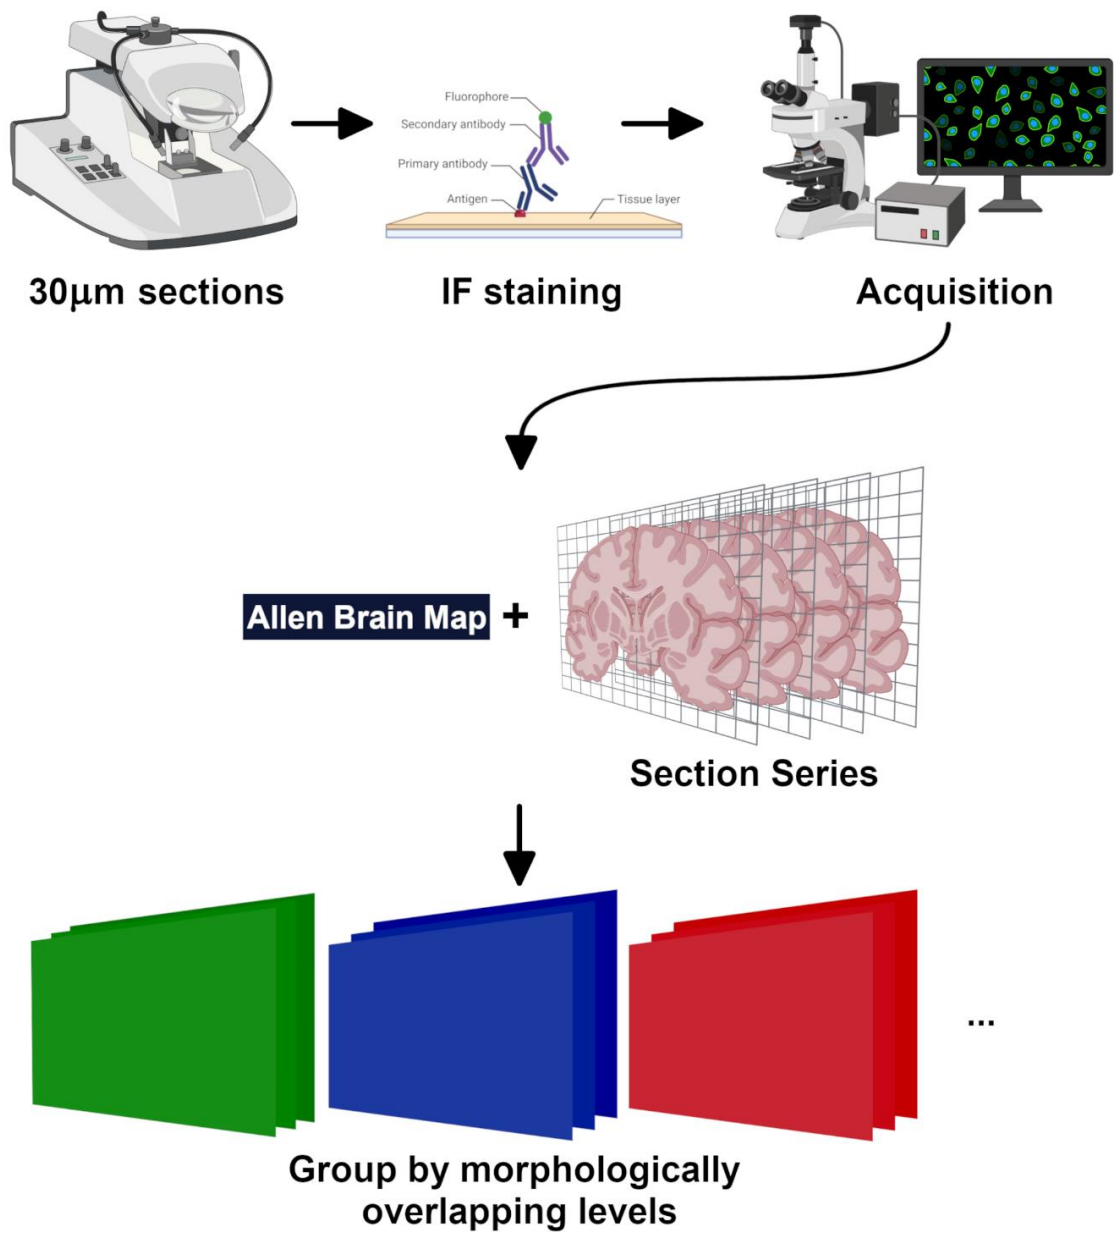 Fluorophore
Secondary antibody
Primary antibody
Antigen
Tissue layer
30μm sections
IF staining
Acquisition
Allen Brain Map +
Section Series
...
Group by morphologically
overlapping levels